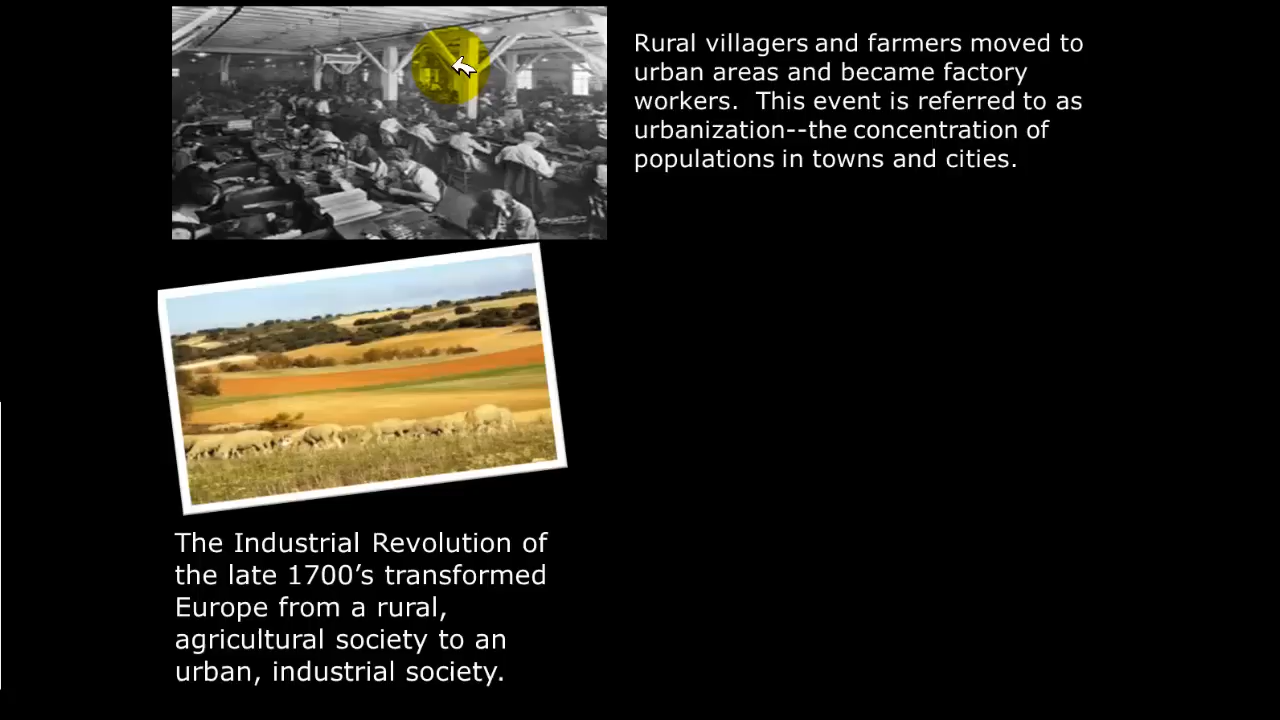 Rural villagers and farmers moved to
urban areas and became factory
workers.  This event is referred to as
urbanization--the concentration of
populations in towns and cities.
The Industrial Revolution of
the late 1700’s transformed
Europe from a rural,
agricultural society to an
urban, industrial society.